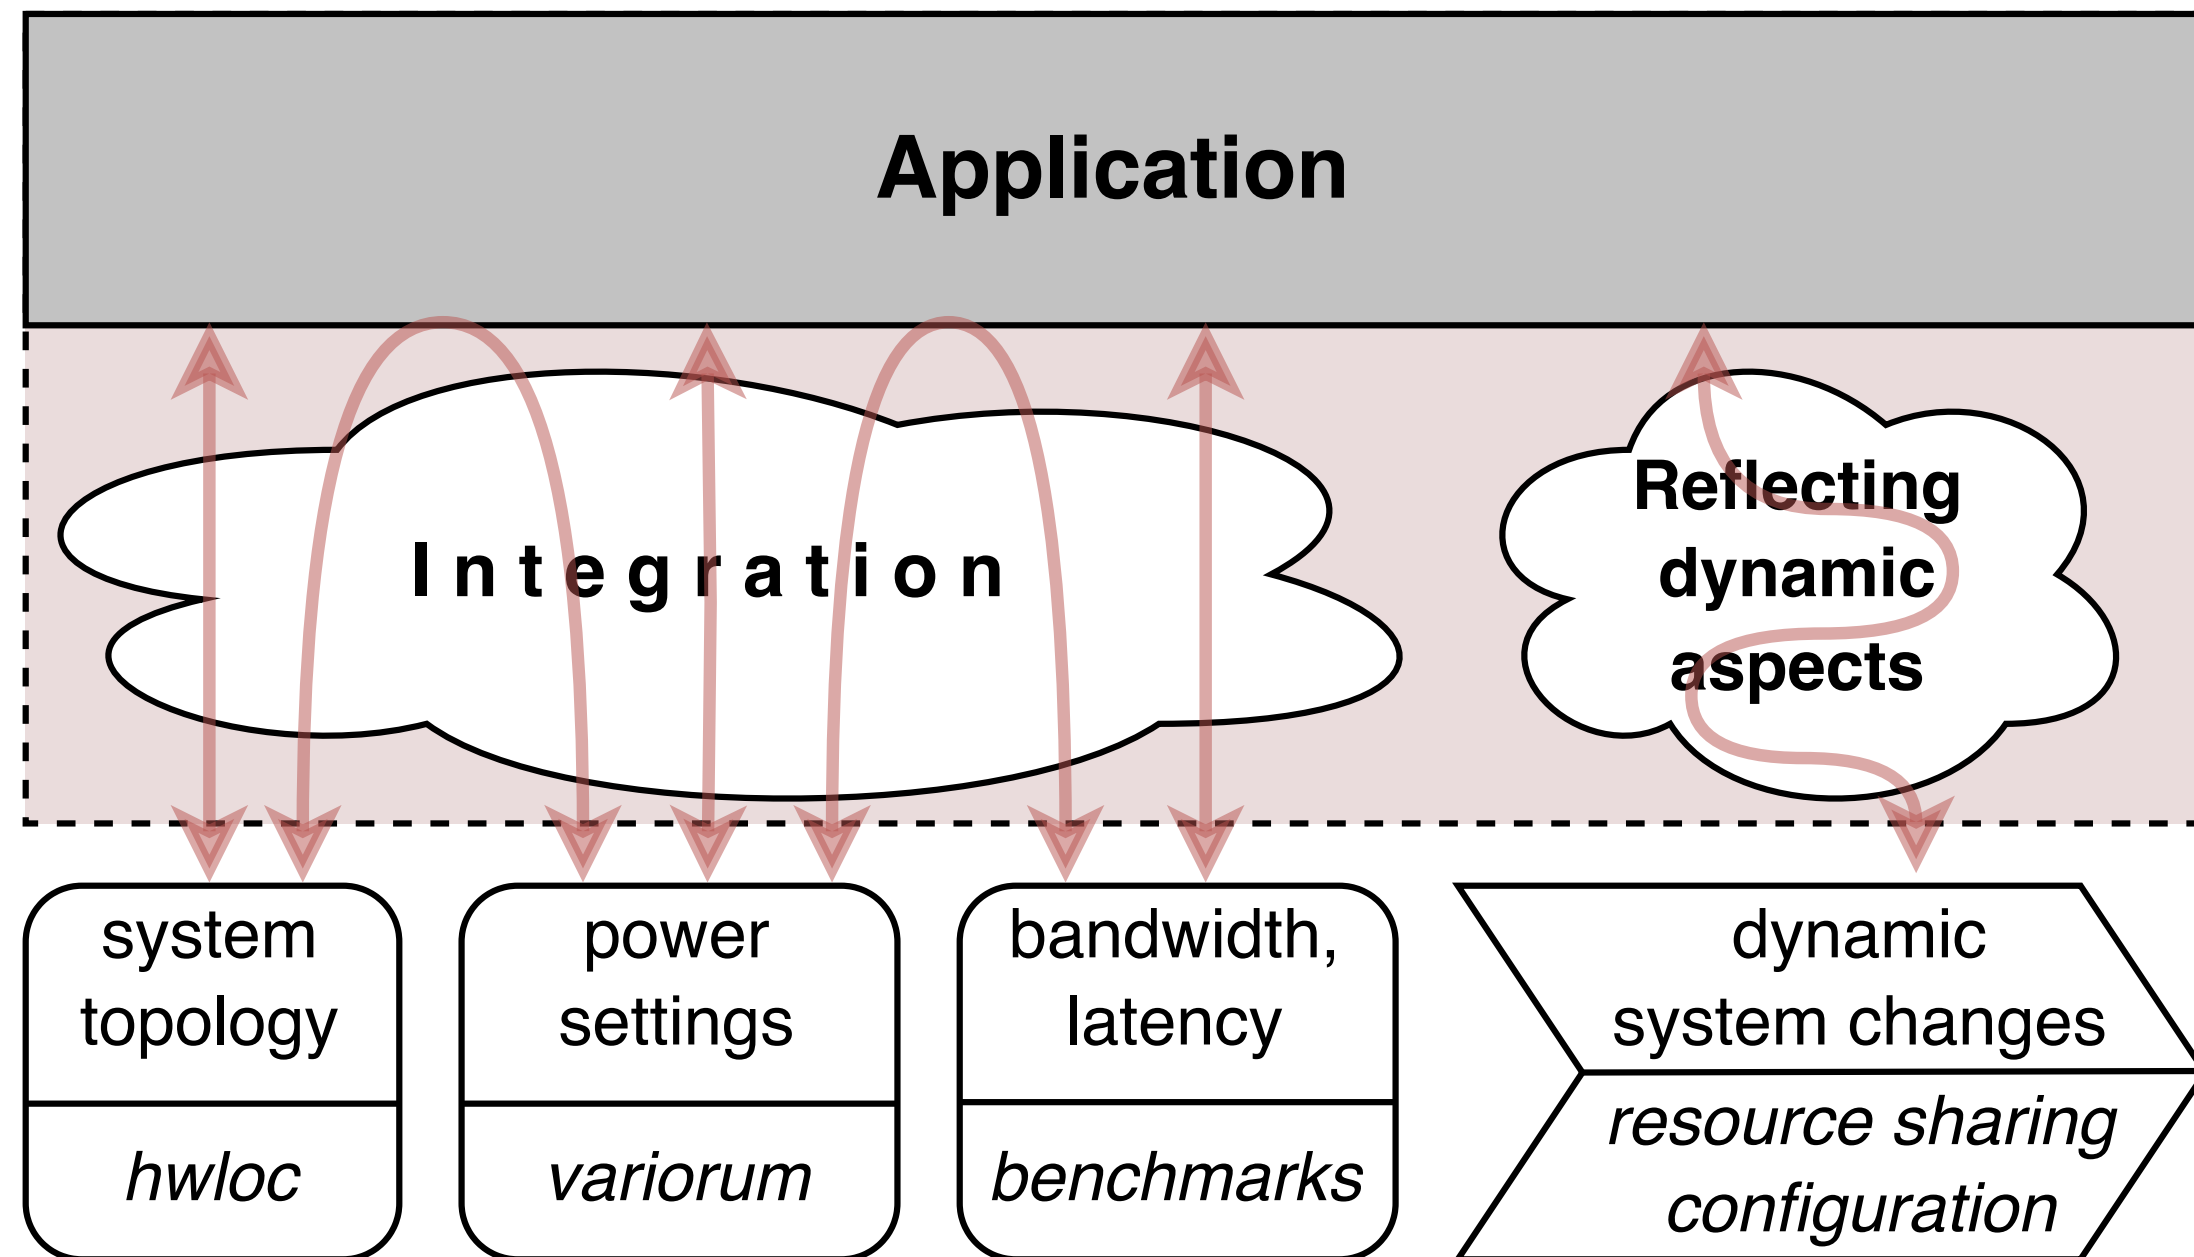 Application
Integration
Reflecting
dynamic
aspects
system
topology
hwloc
power
settings
variorum
bandwidth,
latency
benchmarks
dynamic
system changes
resource sharing
configuration